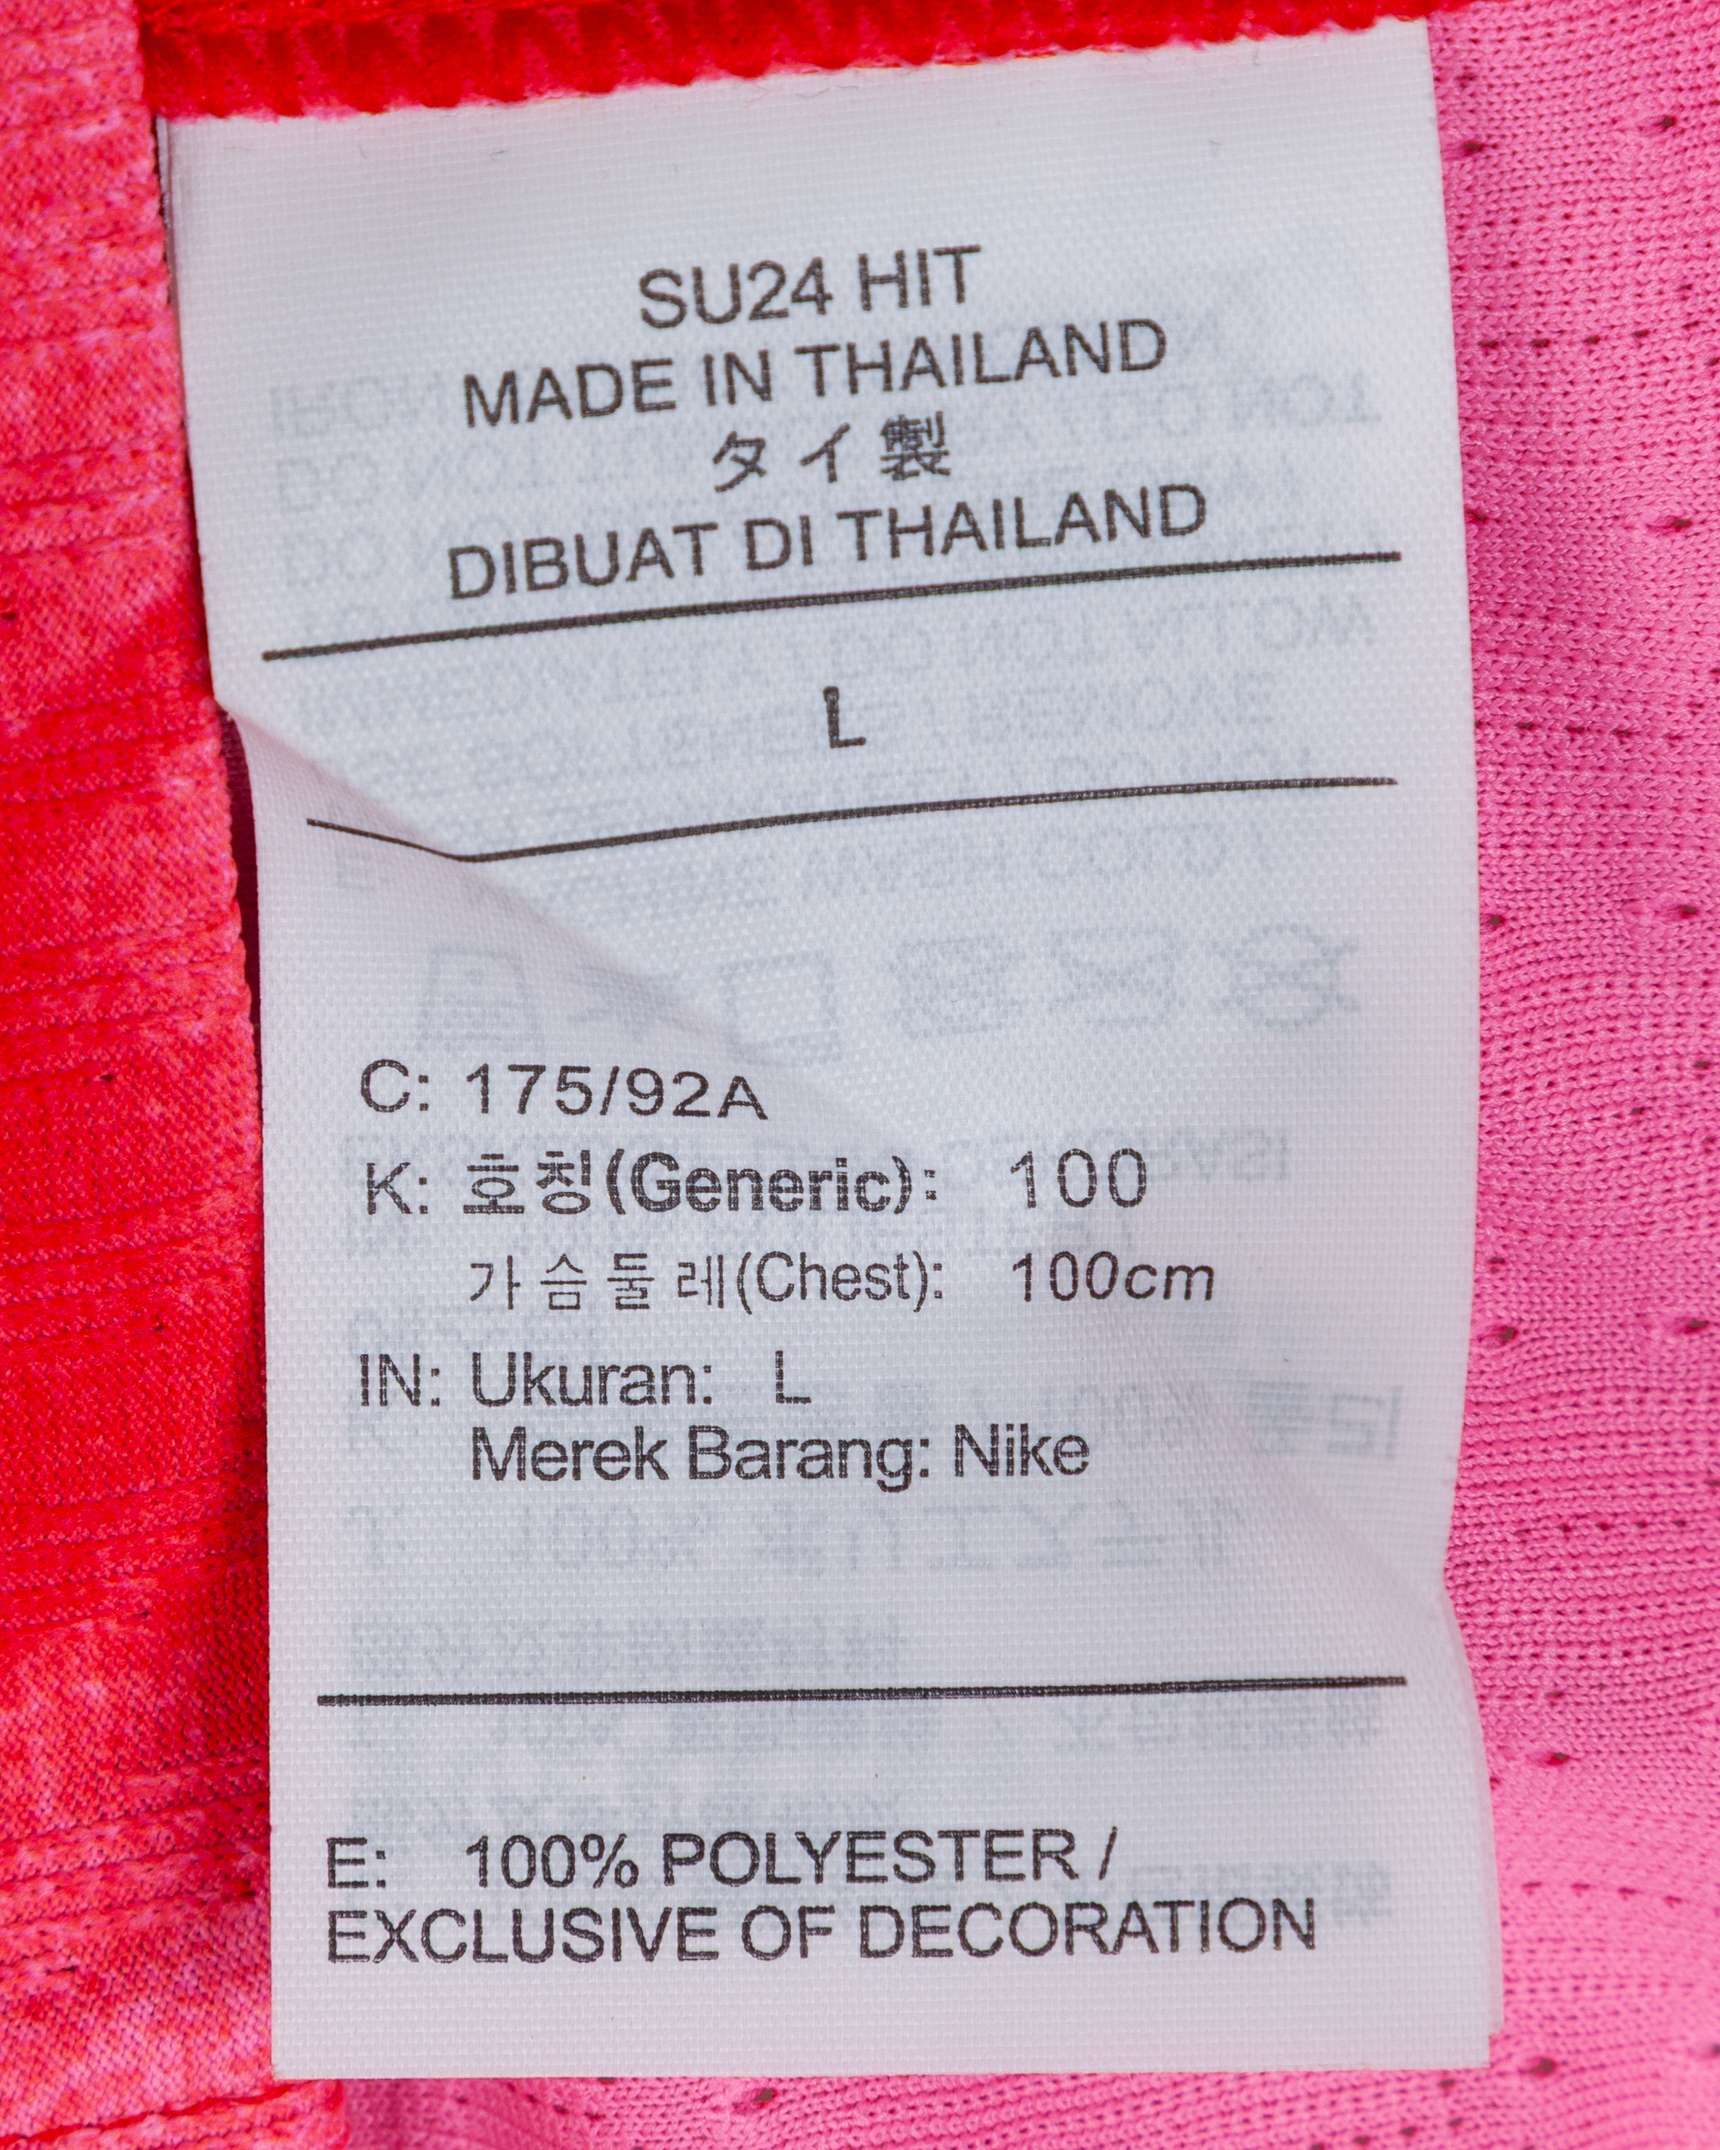 SU24 HIT
MADE IN THAILAND
タイ製
DIBUAT DI THAILAND
L
C: 175/92A
K: 호칭(Generic): 100
가슴둘레(Chest): 100cm
IN: Ukuran: L
Merek Barang: Nike
E: 100% POLYESTER /
EXCLUSIVE OF DECORATION